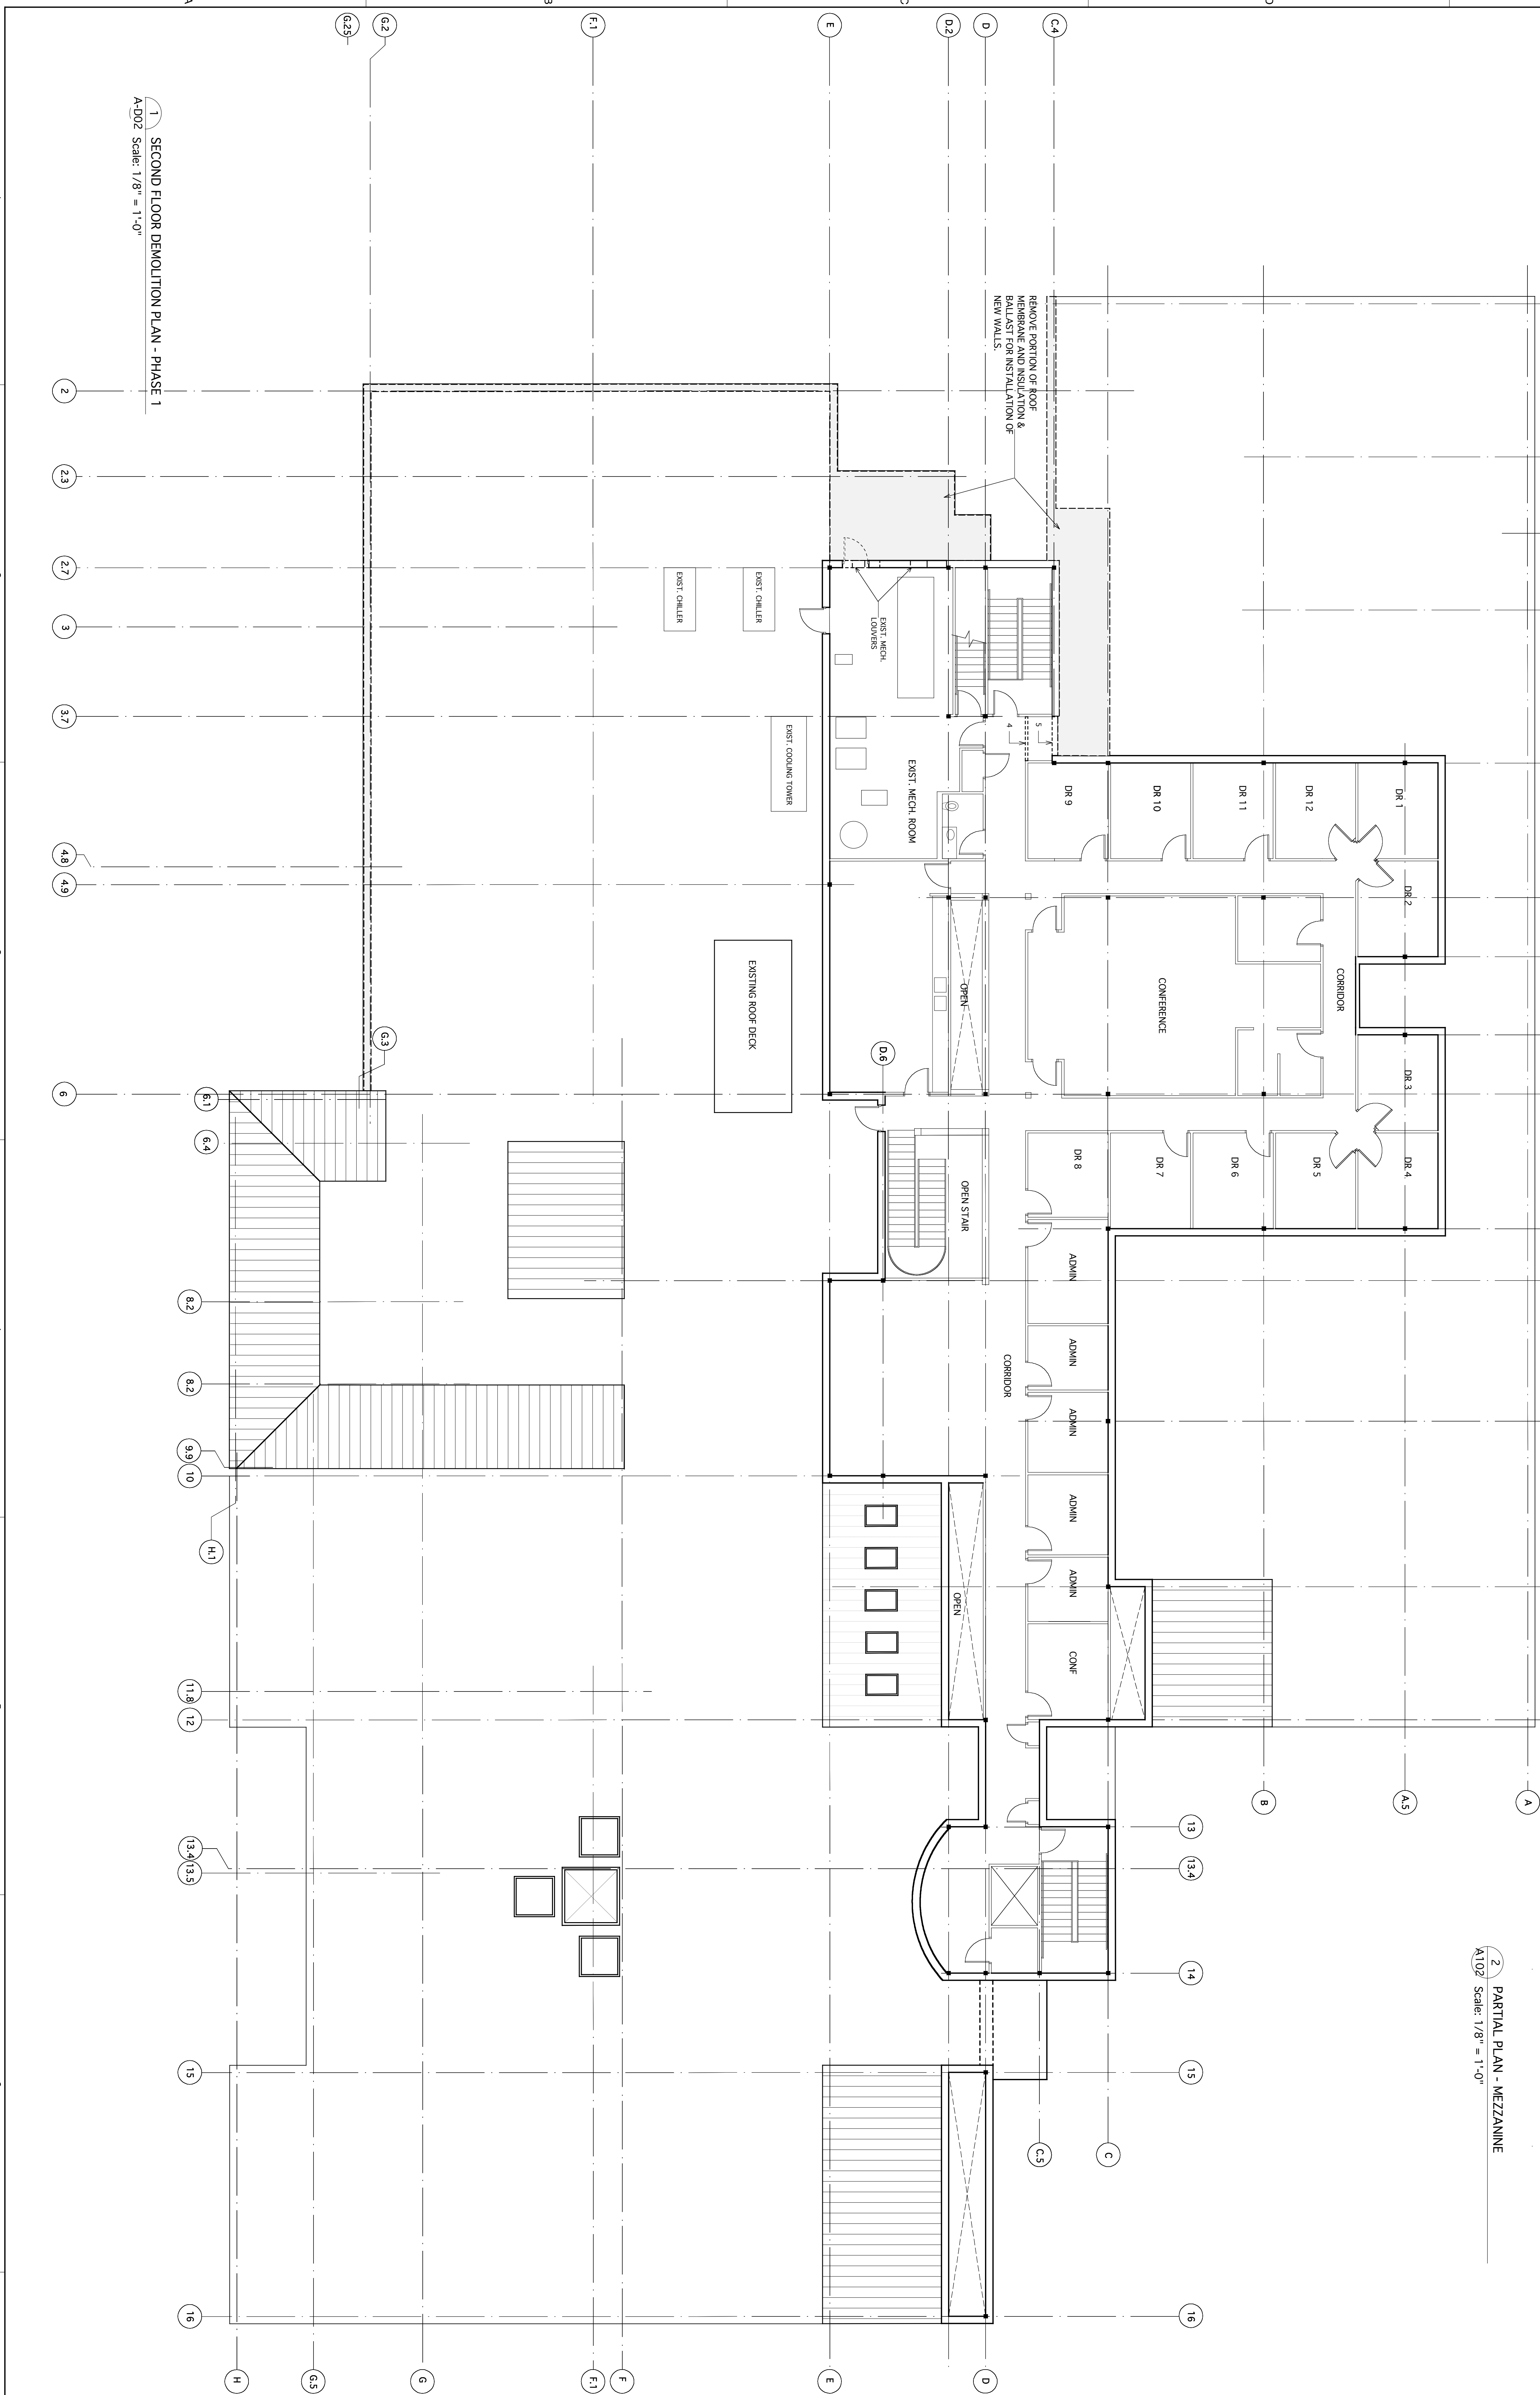 A
B
C
D
G.25
G.2
F.1
E
D.2
D
C.4
1
SECOND FLOOR DEMOLITION PLAN - PHASE 1
A-D02
Scale: 1/8" = 1'-0"
REMOVE PORTION OF ROOF
MEMBRANE AND INSULATION &
BALLAST FOR INSTALLATION OF
NEW WALLS.
2
2.3
2.7
3
3.7
4.8
4.9
6
EXIST. CHILLER
EXIST. CHILLER
EXIST. MECH.
LOUVERS
EXIST. COOLING TOWER
EXIST. MECH. ROOM
4
5
DR 9
DR 10
DR 11
DR 12
DR 1
DR 2
DR 3
DR 4
DR 5
DR 6
DR 7
DR 8
CORRIDOR
CONFERENCE
OPEN
EXISTING ROOF DECK
D.6
G.3
6.1
6.4
OPEN STAIR
ADMIN
ADMIN
ADMIN
ADMIN
ADMIN
CONF
CORRIDOR
OPEN
8.2
8.2
9.9
10
H.1
11.8
12
13.4
13.5
15
16
A
A.5
B
13
13.4
14
15
16
C
C.5
H
G.5
G
F.1
F
E
D
2
PARTIAL PLAN - MEZZANINE
A102
Scale: 1/8" = 1'-0"